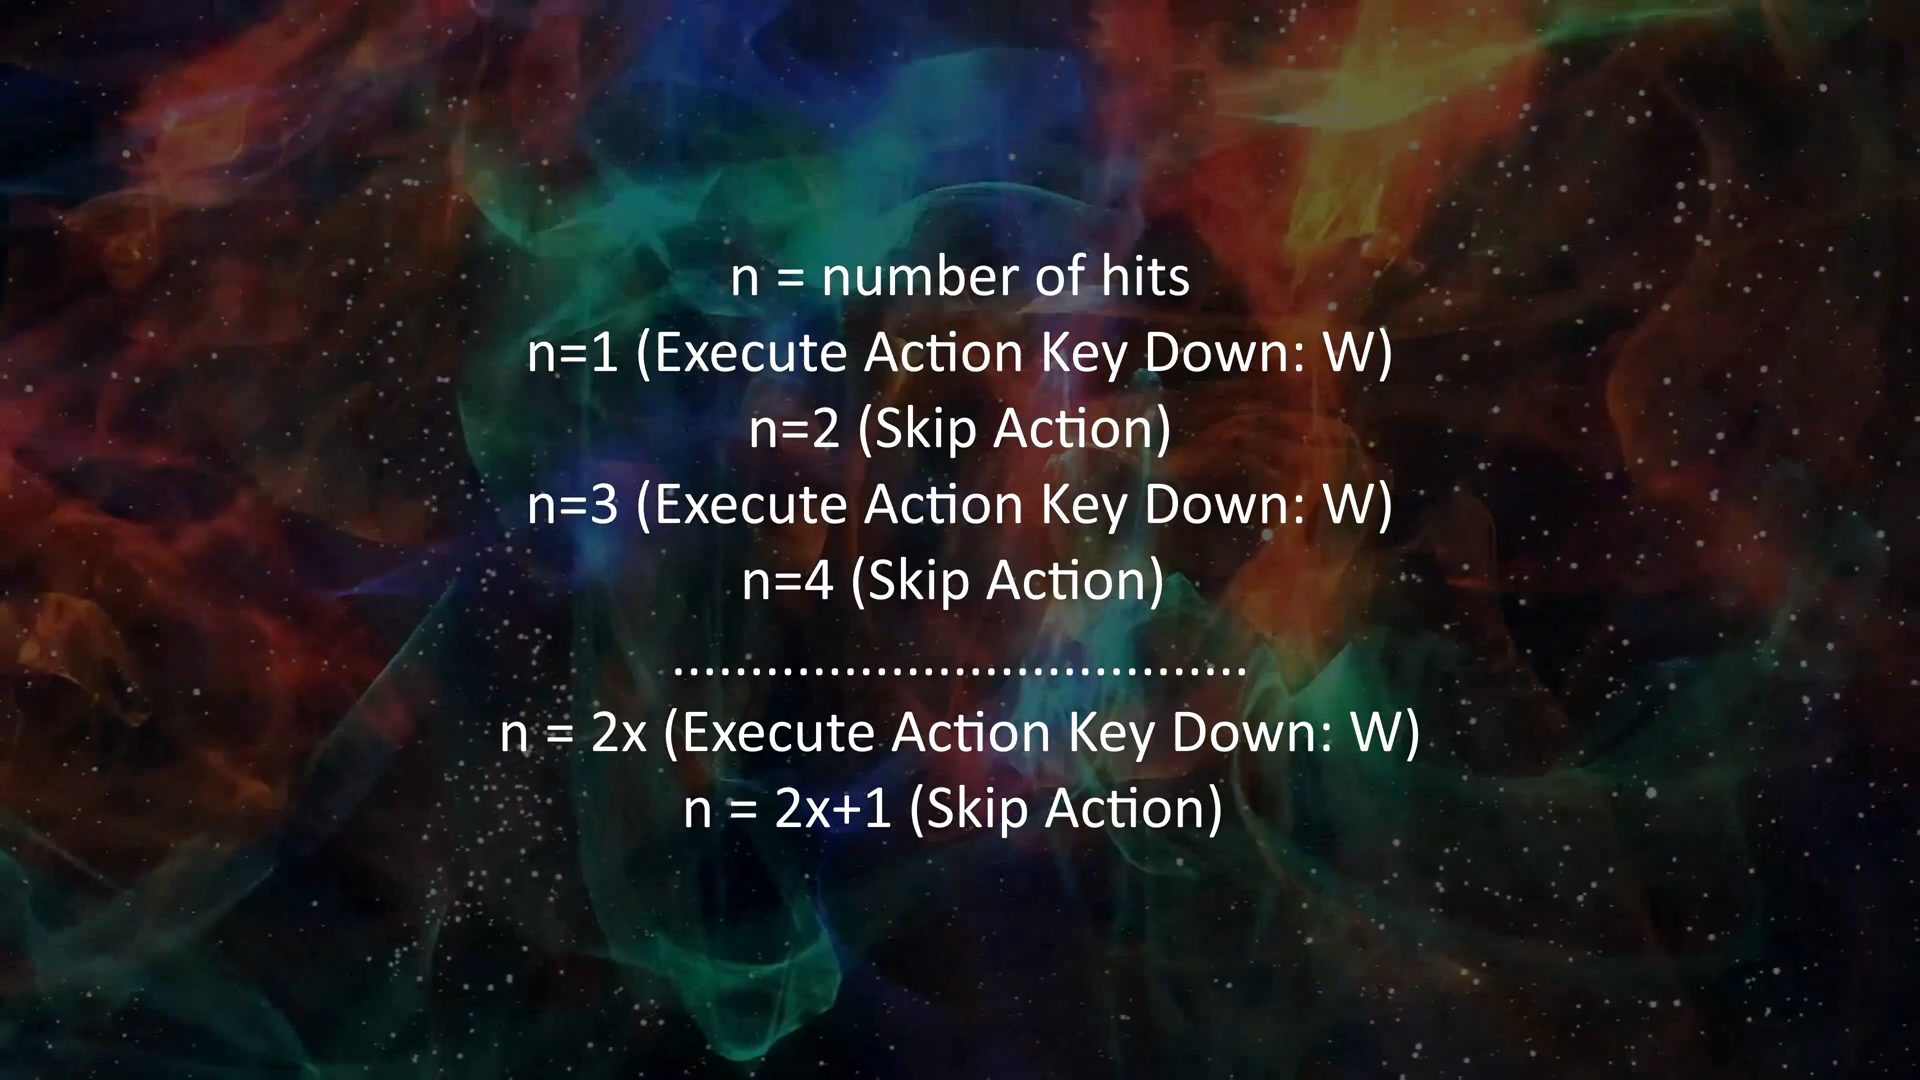 n = number of hits
n=1 (Execute Action Key Down: W)
n=2 (Skip Action)
n=3 (Execute Action Key Down: W)
n=4 (Skip Action)
.....................................
n = 2x (Execute Action Key Down: W)
n = 2x+1 (Skip Action)